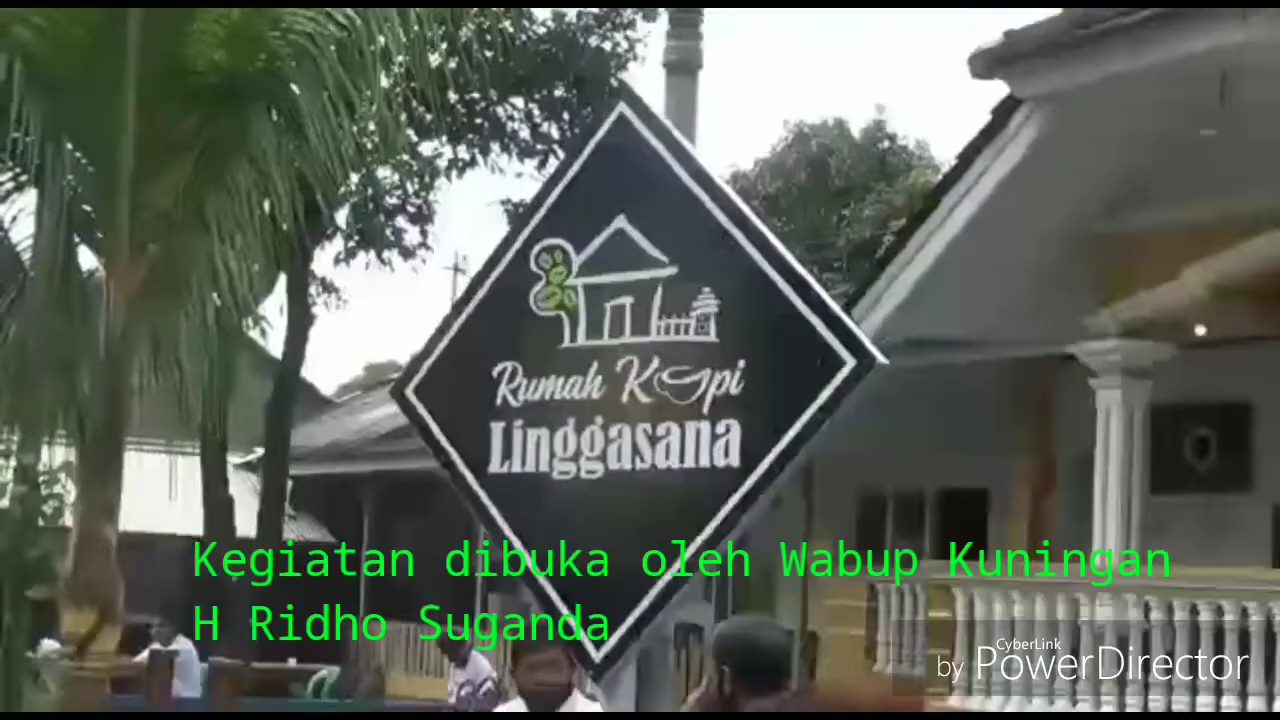 Rumah Kopi
Linggasana
Kegiatan dibuka oleh Wabup Kuningan
H Ridho Suganda
CyberLink
by PowerDirector